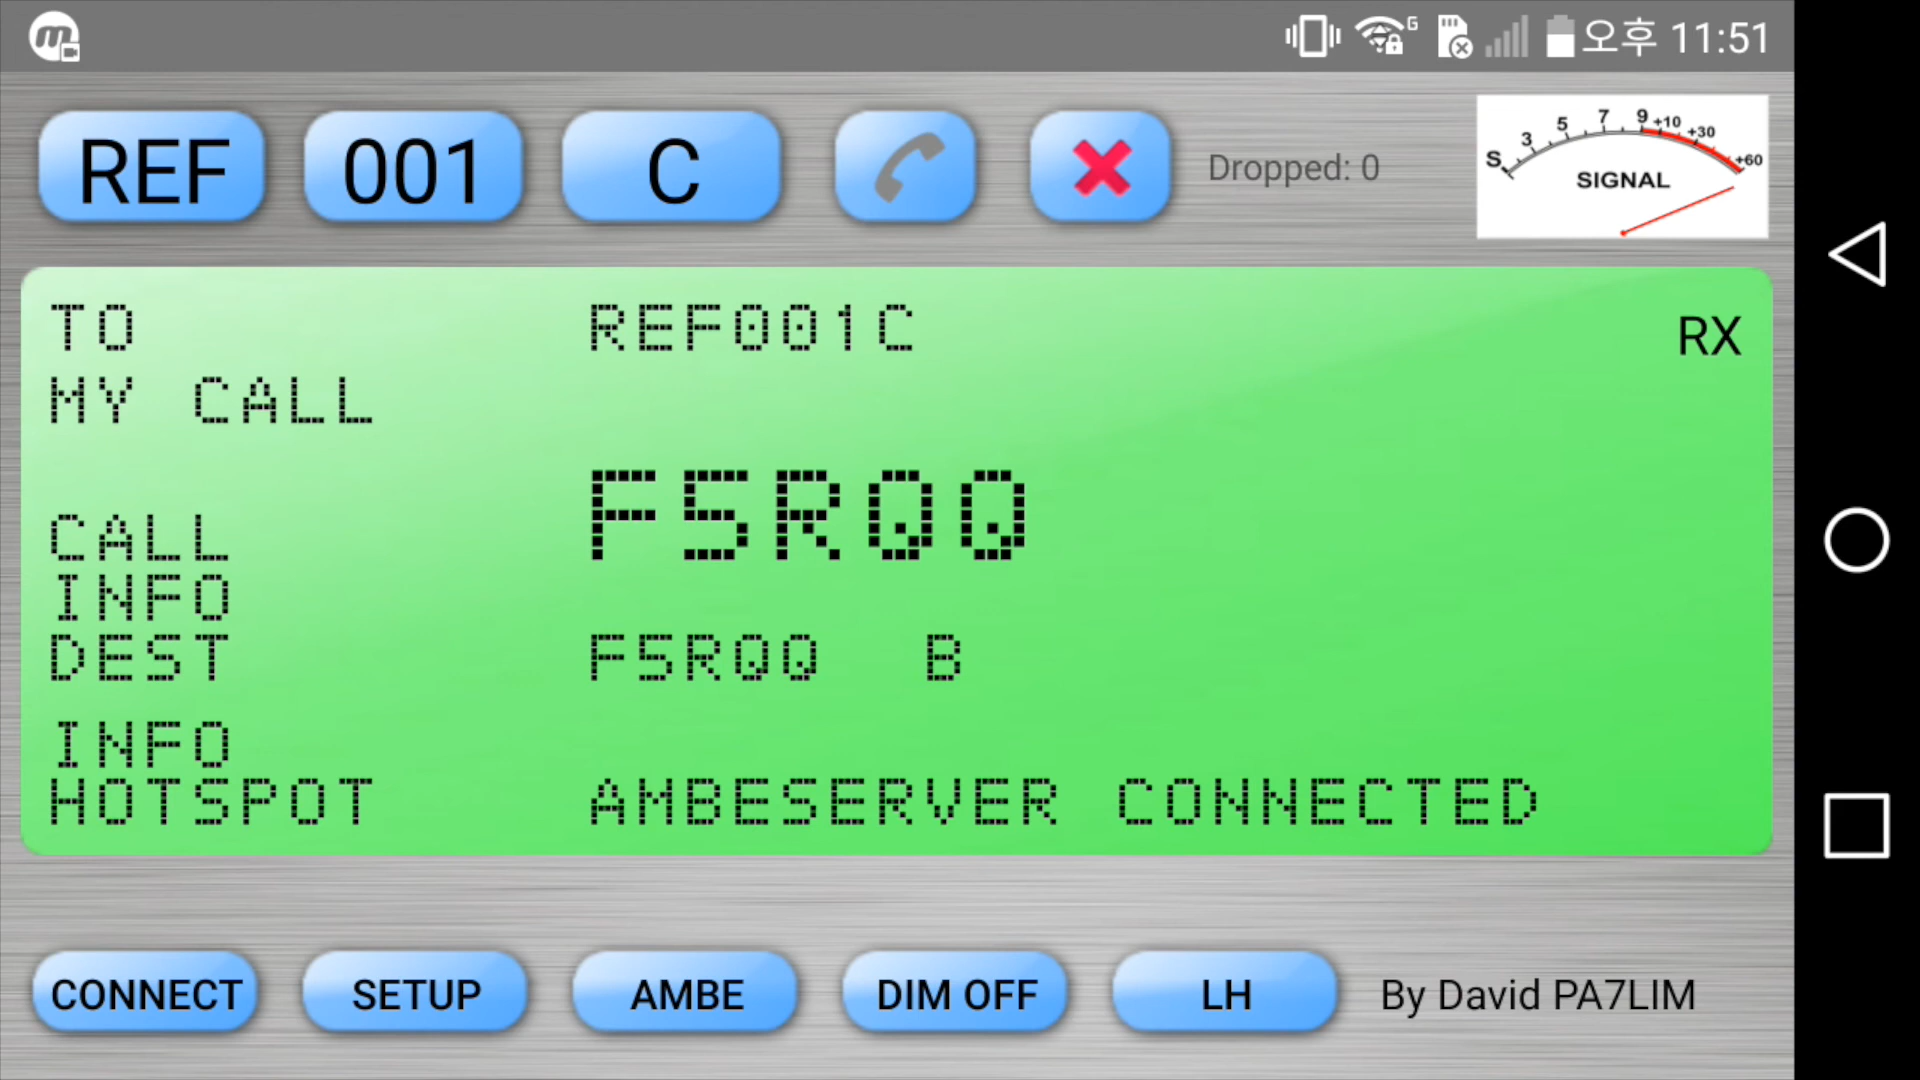 오후 11:51
REF 001 C Dropped: 0
S 3 5 7 9 +10 +30 +60
SIGNAL
TO REF001C RX
MY CALL
CALL F5RQQ
INFO
DEST F5RQQ B
INFO
HOTSPOT AMBESERVER CONNECTED
CONNECT SETUP AMBE DIM OFF LH By David PA7LIM